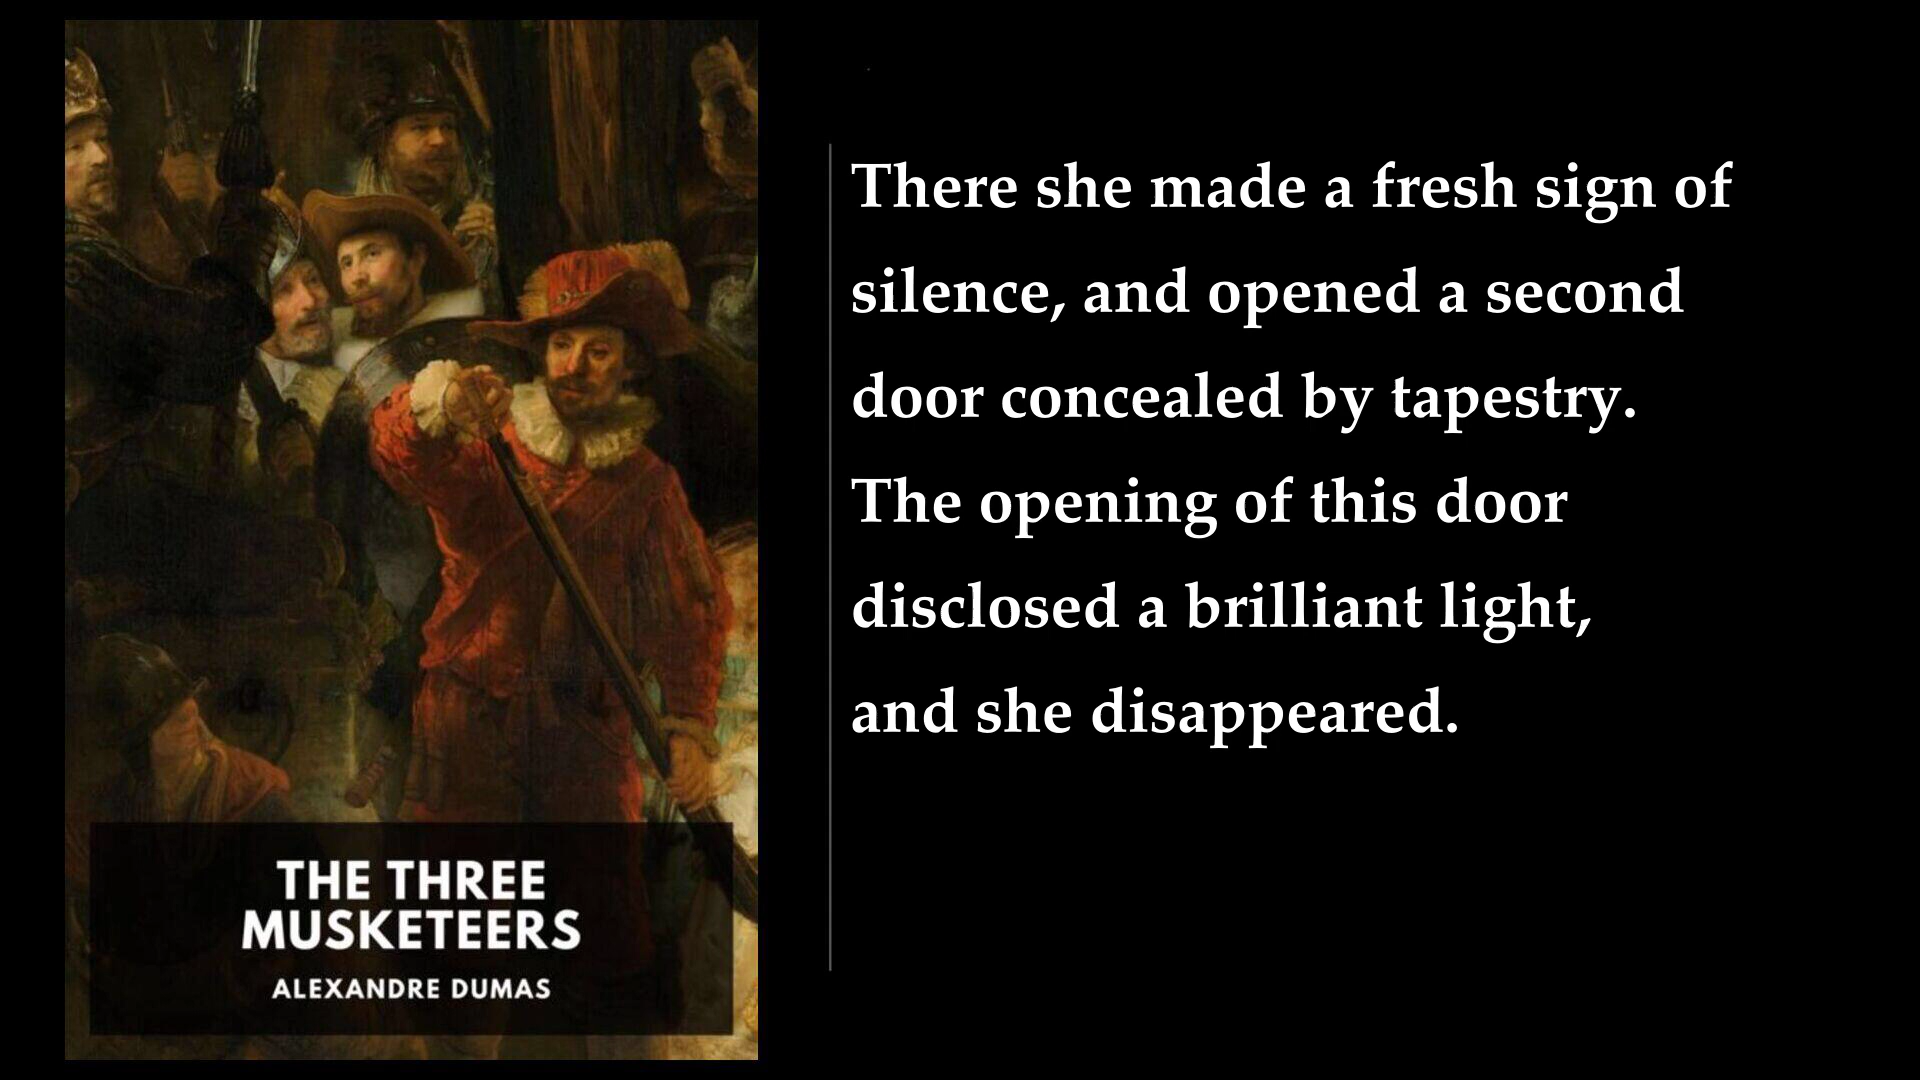 There she made a fresh sign of
silence, and opened a second
door concealed by tapestry.
The opening of this door
disclosed a brilliant light,
and she disappeared.
THE THREE
MUSKETEERS
ALEXANDRE DUMAS